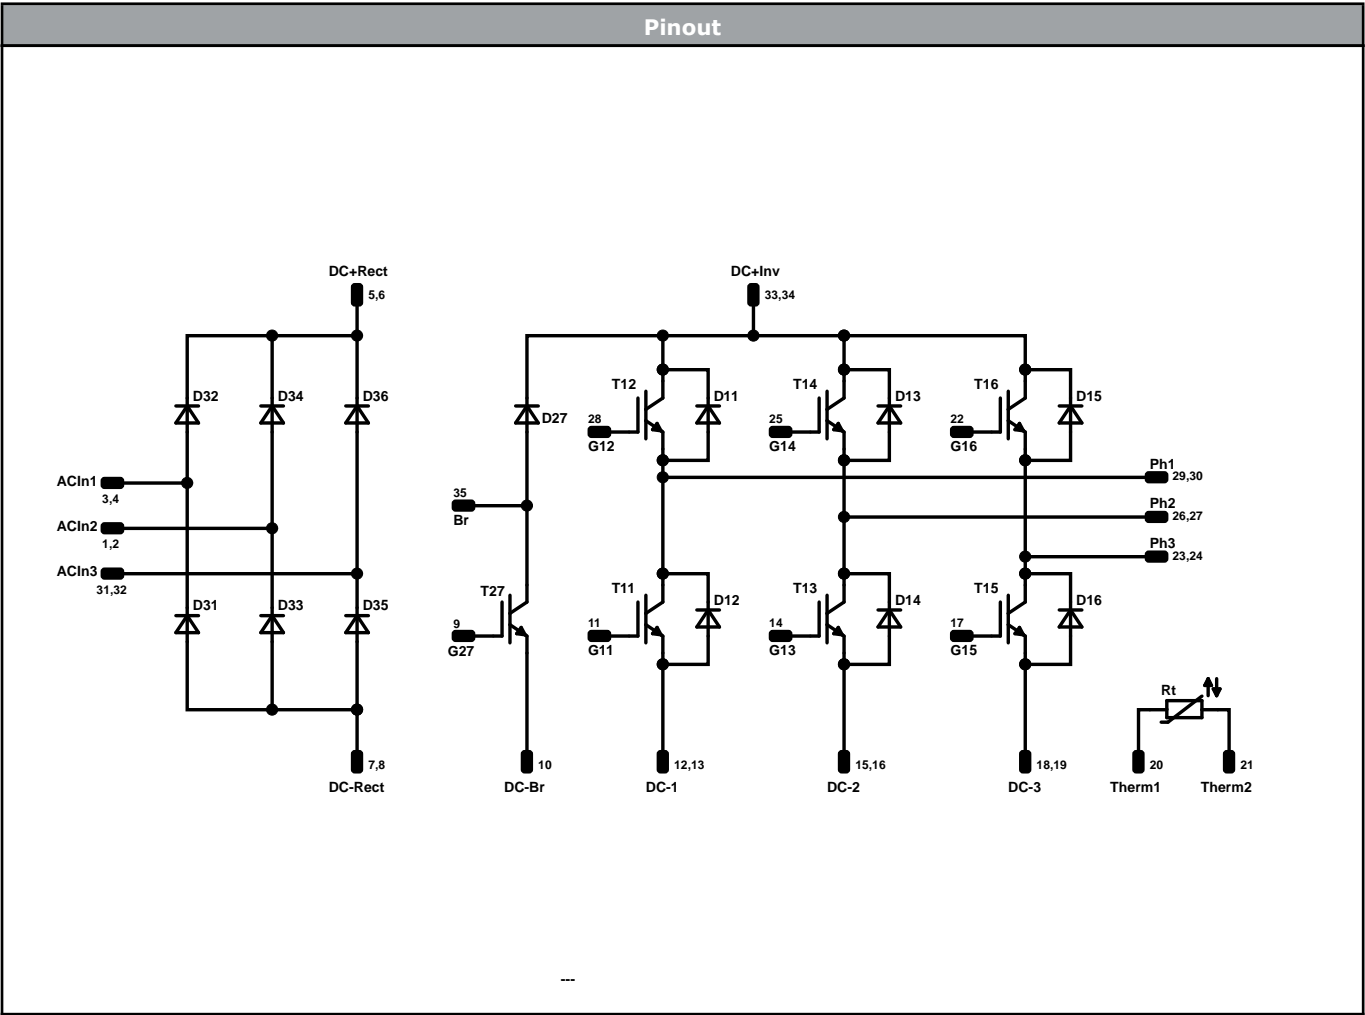 Pinout
DC+Rect
5,6
DC+Inv
33,34
D32
D34
D36
D27
T12
D11
28
G12
T14
D13
25
G14
T16
D15
22
G16
ACIn1
3,4
ACIn2
1,2
ACIn3
31,32
35
Br
Ph1
29,30
Ph2
26,27
Ph3
23,24
D31
D33
D35
T27
9
G27
T11
D12
11
G11
T13
D14
14
G13
T15
D16
17
G15
Rt
7,8
DC-Rect
10
DC-Br
12,13
DC-1
15,16
DC-2
18,19
DC-3
20
Therm1
21
Therm2
---